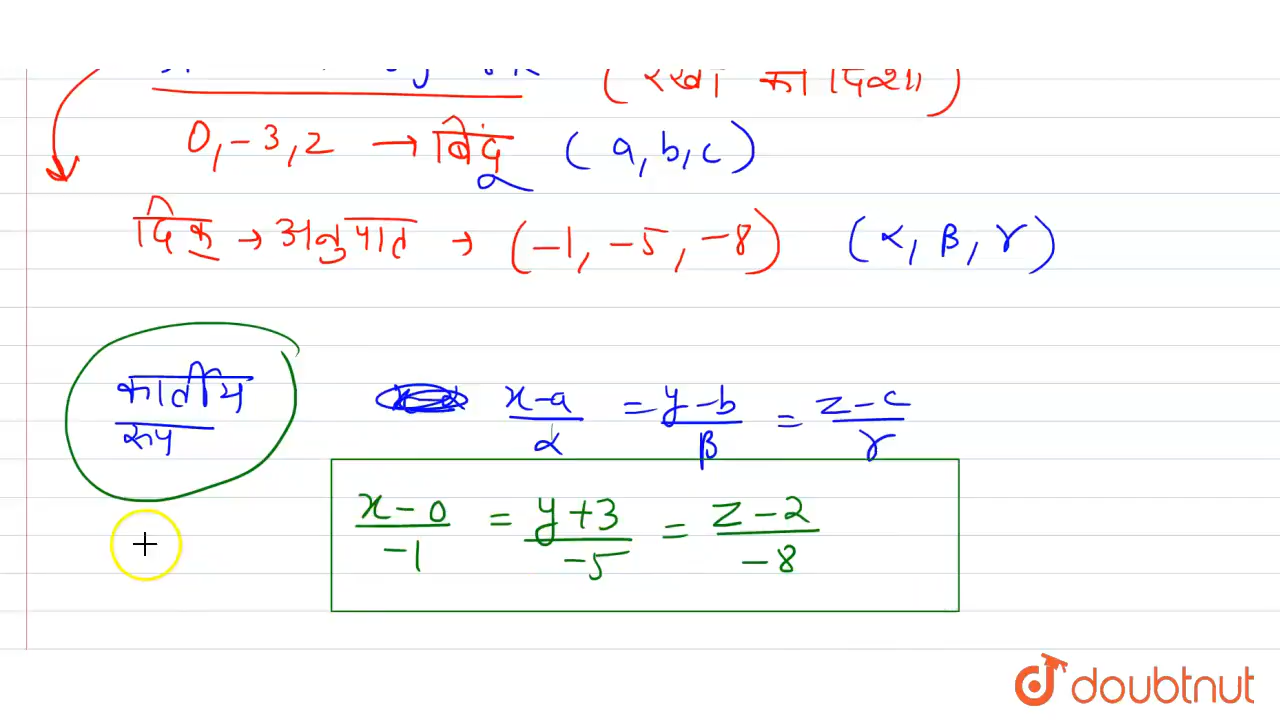 ( रेखा की दिशा )
0, -3, 2 → बिंदु ( a, b, c )
दिक → अनुपात → ( -1, -5, -8 ) ( α, β, γ )
कार्तीय
रूप
x-a/α = y-b/β = z-c/γ
x-0/-1 = y+3/-5 = z-2/-8
doubtnut